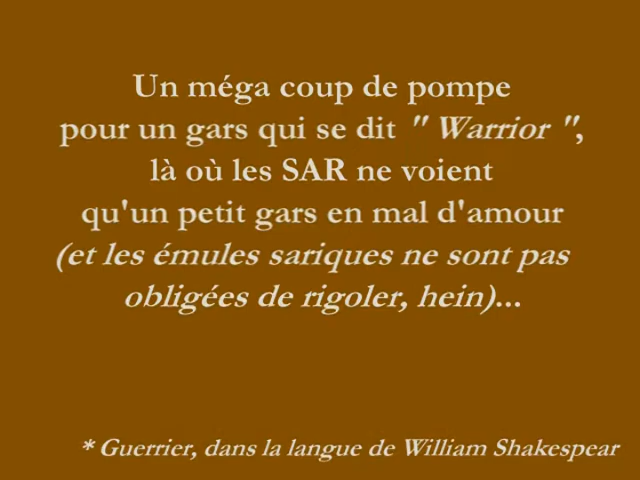 Un méga coup de pompe
pour un gars qui se dit " Warrior ",
là où les SAR ne voient
qu'un petit gars en mal d'amour
(et les émules sariques ne sont pas
obligées de rigoler, hein)...
* Guerrier, dans la langue de William Shakespear